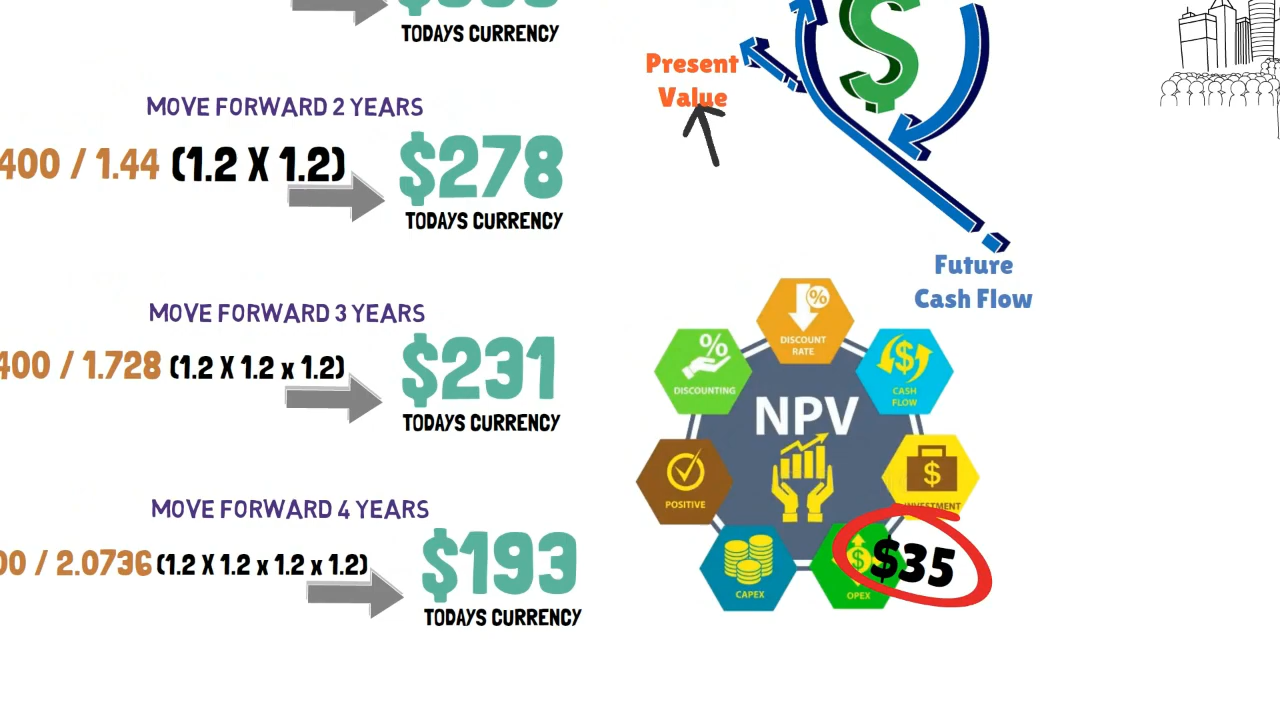 TODAYS CURRENCY
MOVE FORWARD 2 YEARS
400 / 1.44 (1.2 X 1.2)
$278
TODAYS CURRENCY
MOVE FORWARD 3 YEARS
400 / 1.728 (1.2 X 1.2 x 1.2)
$231
TODAYS CURRENCY
MOVE FORWARD 4 YEARS
00 / 2.0736 (1.2 X 1.2 x 1.2 x 1.2)
$193
TODAYS CURRENCY
Present
Value
$
Future
Cash Flow
%
DISCOUNT
RATE
%
DISCOUNTING
$
CASH
FLOW
NPV
POSITIVE
$
INVESTMENT
CAPEX
$
OPEX
$35